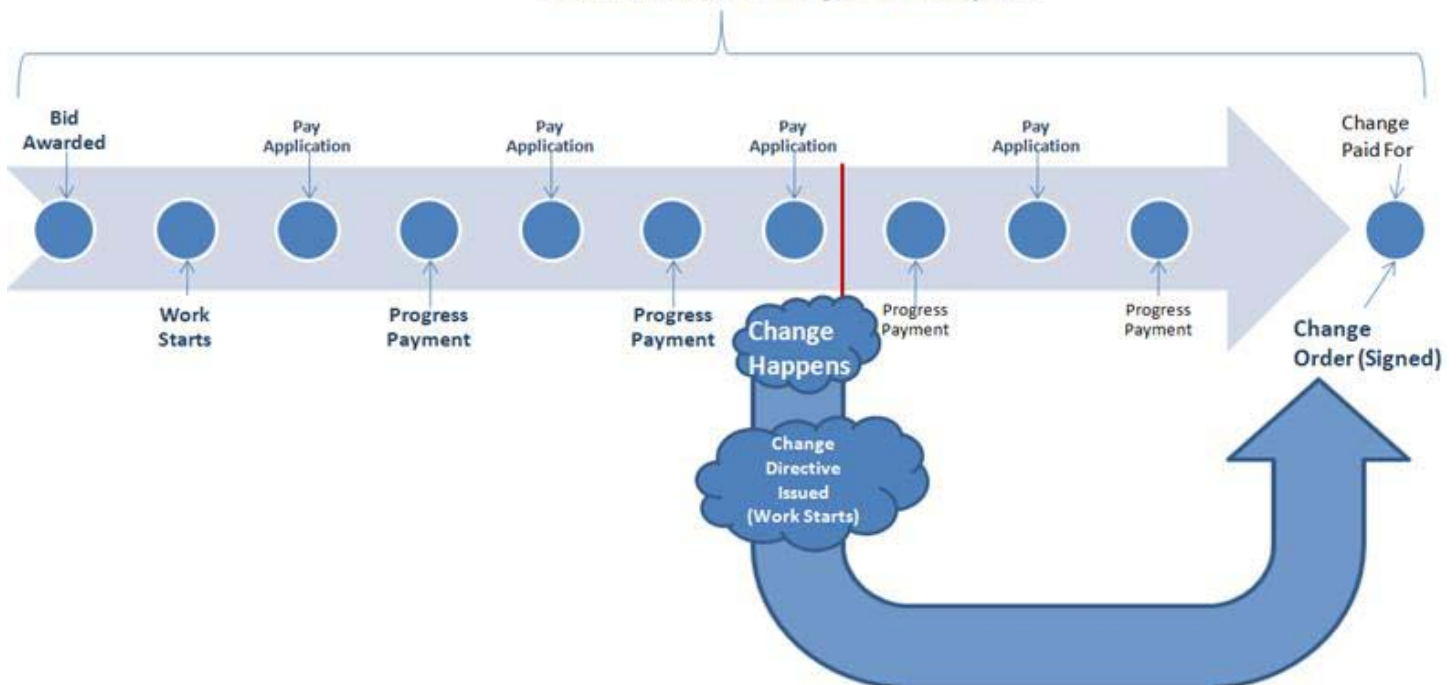 Bid
Awarded
Pay
Application
Pay
Application
Pay
Application
Pay
Application
Change
Paid For
Work
Starts
Progress
Payment
Progress
Payment
Progress
Payment
Progress
Payment
Change
Order (Signed)
Change
Happens
Change
Directive
Issued
(Work Starts)